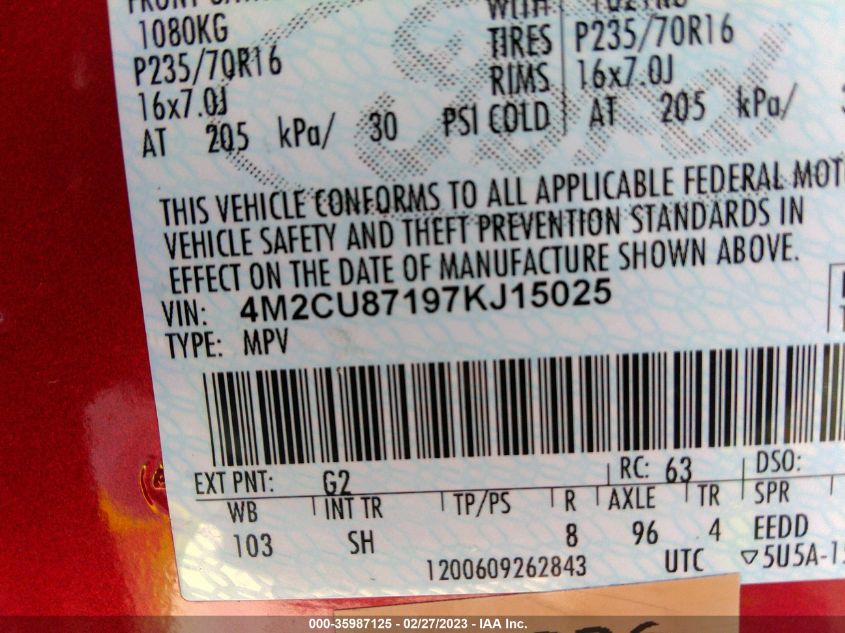 1080KG
P235/70R16
16x7.0J
AT 205 kPa/ 30 PSI COLD
WITH
TIRES P235/70R16
RIMS 16x7.0J
AT 205 kPa/
THIS VEHICLE CONFORMS TO ALL APPLICABLE FEDERAL MOT
VEHICLE SAFETY AND THEFT PREVENTION STANDARDS IN
EFFECT ON THE DATE OF MANUFACTURE SHOWN ABOVE.
VIN: 4M2CU87197KJ15025
TYPE: MPV
EXT PNT: G2 RC: 63 DSO:
WB INT TR TP/PS R AXLE TR SPR
103 SH 8 96 4 EEDD
1200609262843 UTC ▽5U5A-15
000-35987125 - 02/27/2023 - IAA Inc.